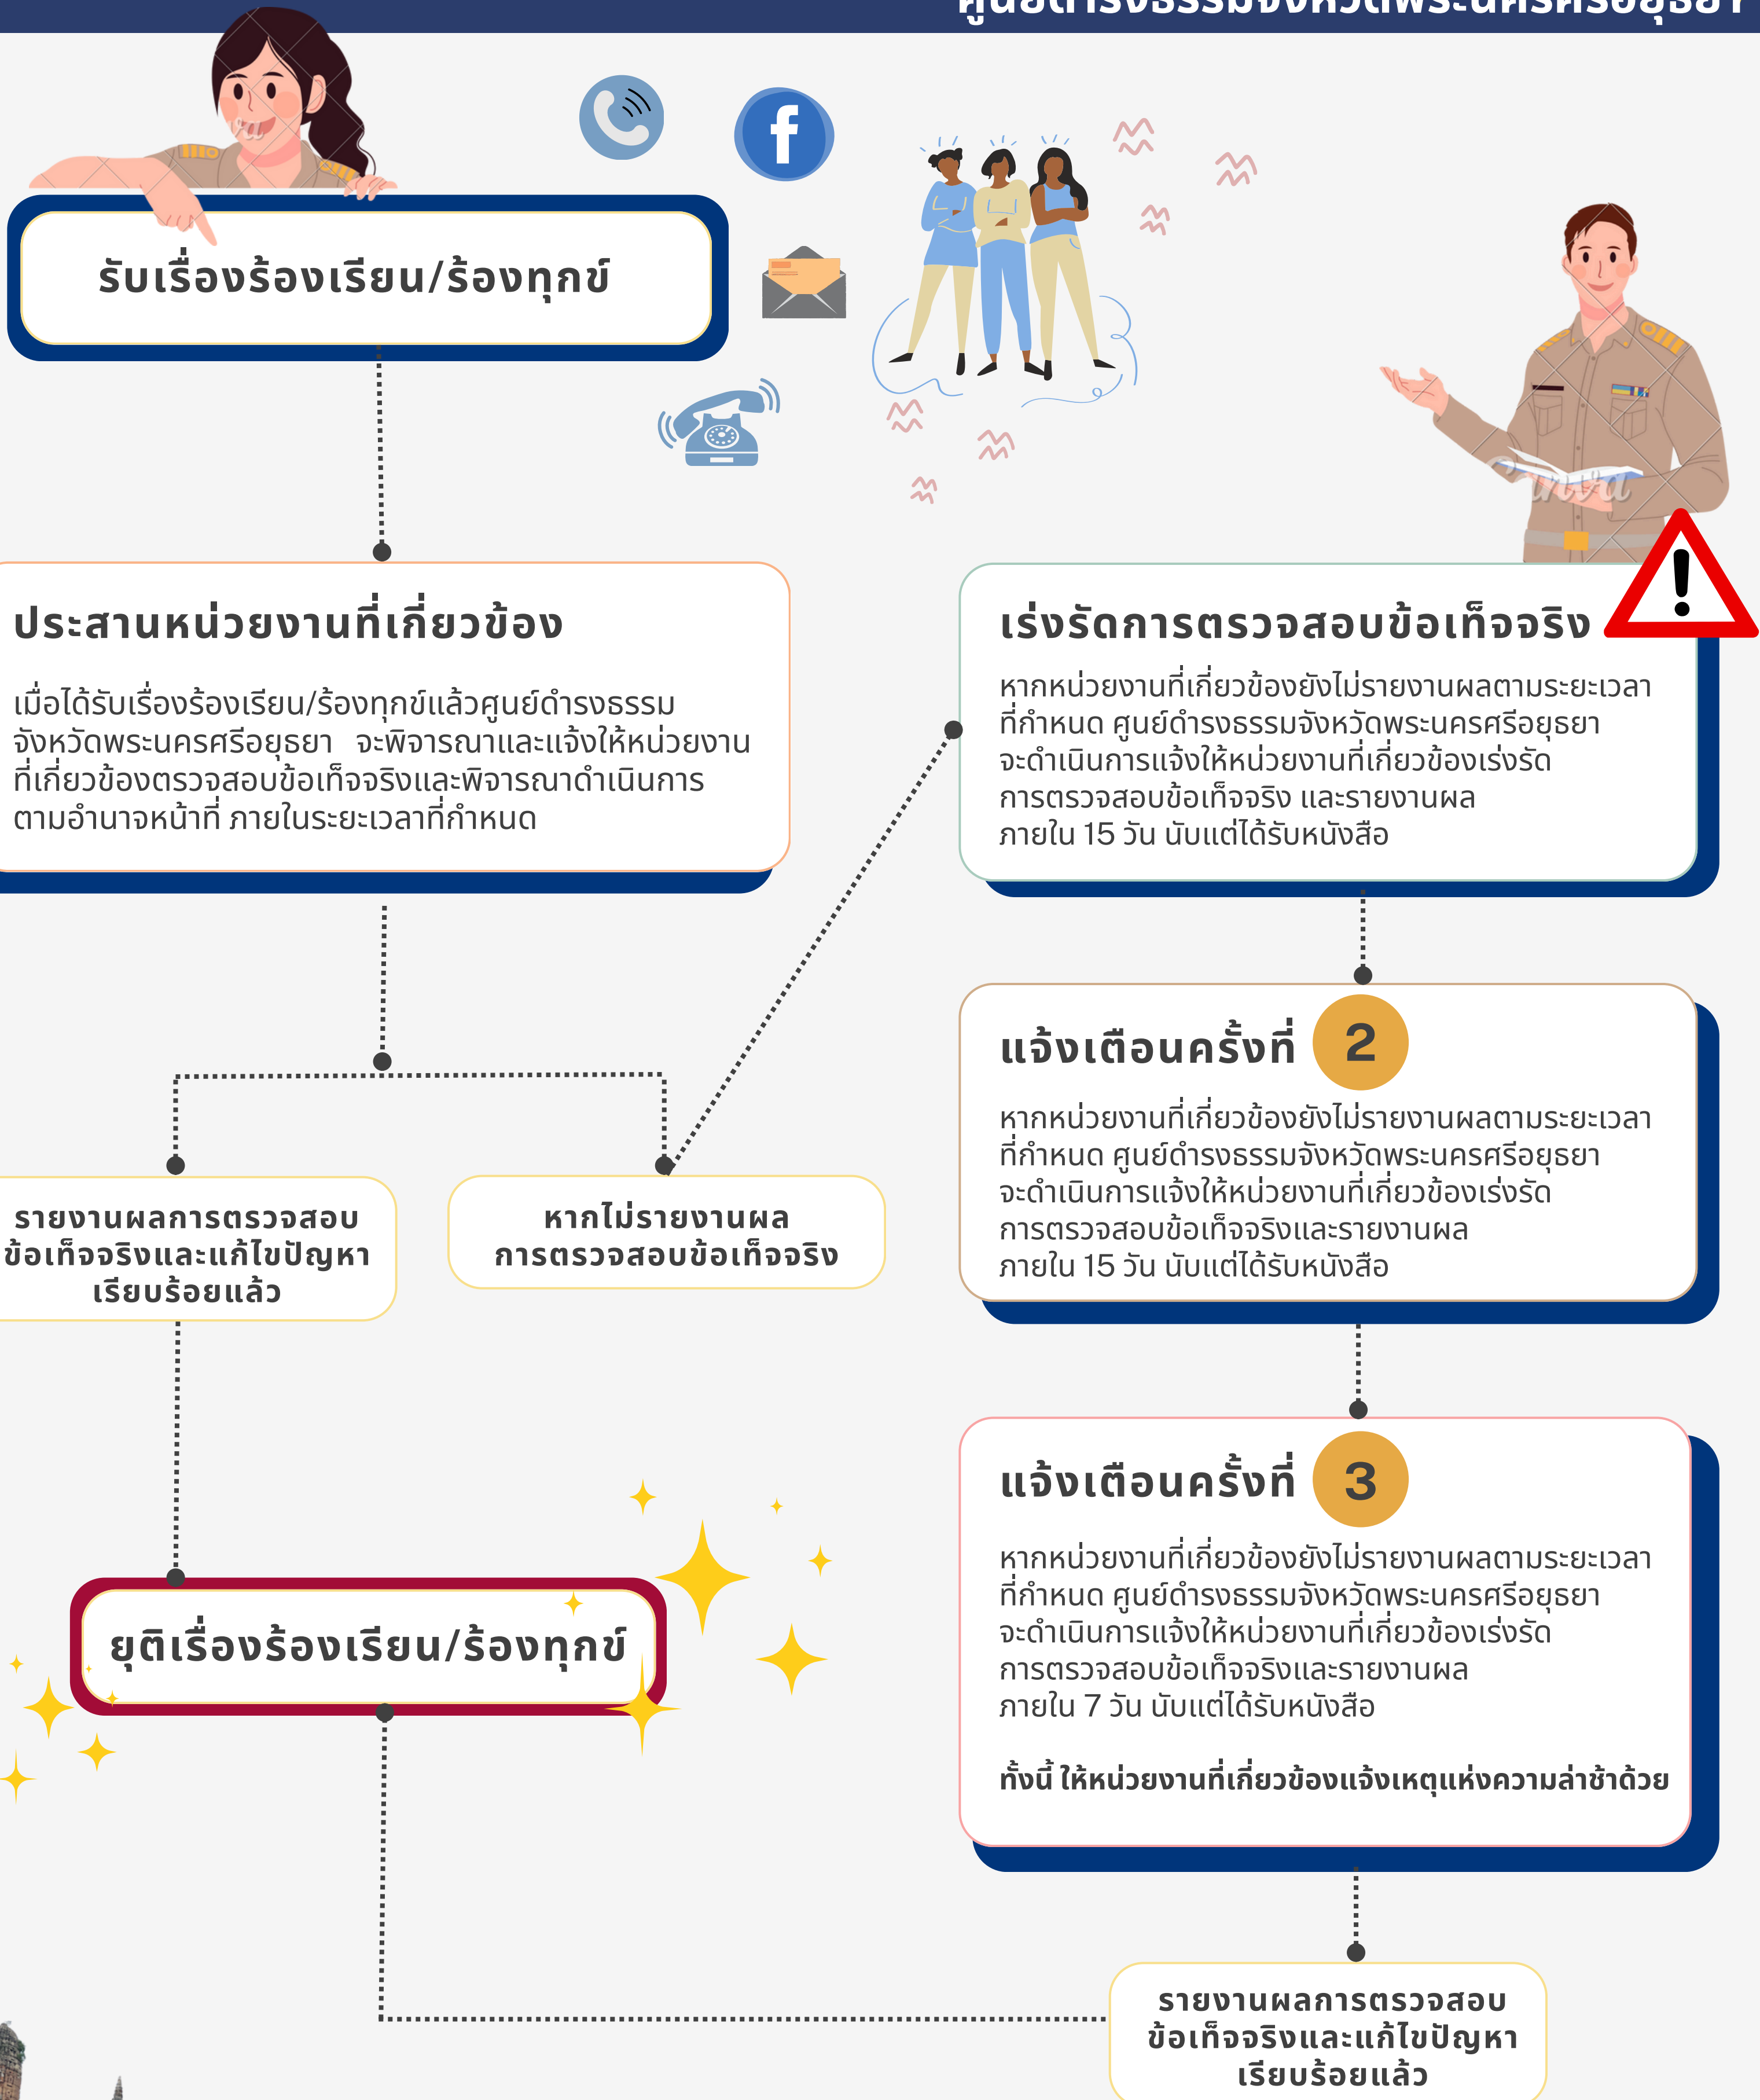 ศูนย์ดำรงธรรมจังหวัดพระนครศรีอยุธยา
รับเรื่องร้องเรียน/ร้องทุกข์
ประสานหน่วยงานที่เกี่ยวข้อง
เมื่อได้รับเรื่องร้องเรียน/ร้องทุกข์แล้วศูนย์ดำรงธรรม
จังหวัดพระนครศรีอยุธยา จะพิจารณาและแจ้งให้หน่วยงาน
ที่เกี่ยวข้องตรวจสอบข้อเท็จจริงและพิจารณาดำเนินการ
ตามอำนาจหน้าที่ ภายในระยะเวลาที่กำหนด
รายงานผลการตรวจสอบ
ข้อเท็จจริงและแก้ไขปัญหา
เรียบร้อยแล้ว
หากไม่รายงานผล
การตรวจสอบข้อเท็จจริง
ยุติเรื่องร้องเรียน/ร้องทุกข์
Canva
เร่งรัดการตรวจสอบข้อเท็จจริง
หากหน่วยงานที่เกี่ยวข้องยังไม่รายงานผลตามระยะเวลา
ที่กำหนด ศูนย์ดำรงธรรมจังหวัดพระนครศรีอยุธยา
จะดำเนินการแจ้งให้หน่วยงานที่เกี่ยวข้องเร่งรัด
การตรวจสอบข้อเท็จจริง และรายงานผล
ภายใน 15 วัน นับแต่ได้รับหนังสือ
แจ้งเตือนครั้งที่ 2
หากหน่วยงานที่เกี่ยวข้องยังไม่รายงานผลตามระยะเวลา
ที่กำหนด ศูนย์ดำรงธรรมจังหวัดพระนครศรีอยุธยา
จะดำเนินการแจ้งให้หน่วยงานที่เกี่ยวข้องเร่งรัด
การตรวจสอบข้อเท็จจริงและรายงานผล
ภายใน 15 วัน นับแต่ได้รับหนังสือ
แจ้งเตือนครั้งที่ 3
หากหน่วยงานที่เกี่ยวข้องยังไม่รายงานผลตามระยะเวลา
ที่กำหนด ศูนย์ดำรงธรรมจังหวัดพระนครศรีอยุธยา
จะดำเนินการแจ้งให้หน่วยงานที่เกี่ยวข้องเร่งรัด
การตรวจสอบข้อเท็จจริงและรายงานผล
ภายใน 7 วัน นับแต่ได้รับหนังสือ
ทั้งนี้ ให้หน่วยงานที่เกี่ยวข้องแจ้งเหตุแห่งความล่าช้าด้วย
รายงานผลการตรวจสอบ
ข้อเท็จจริงและแก้ไขปัญหา
เรียบร้อยแล้ว